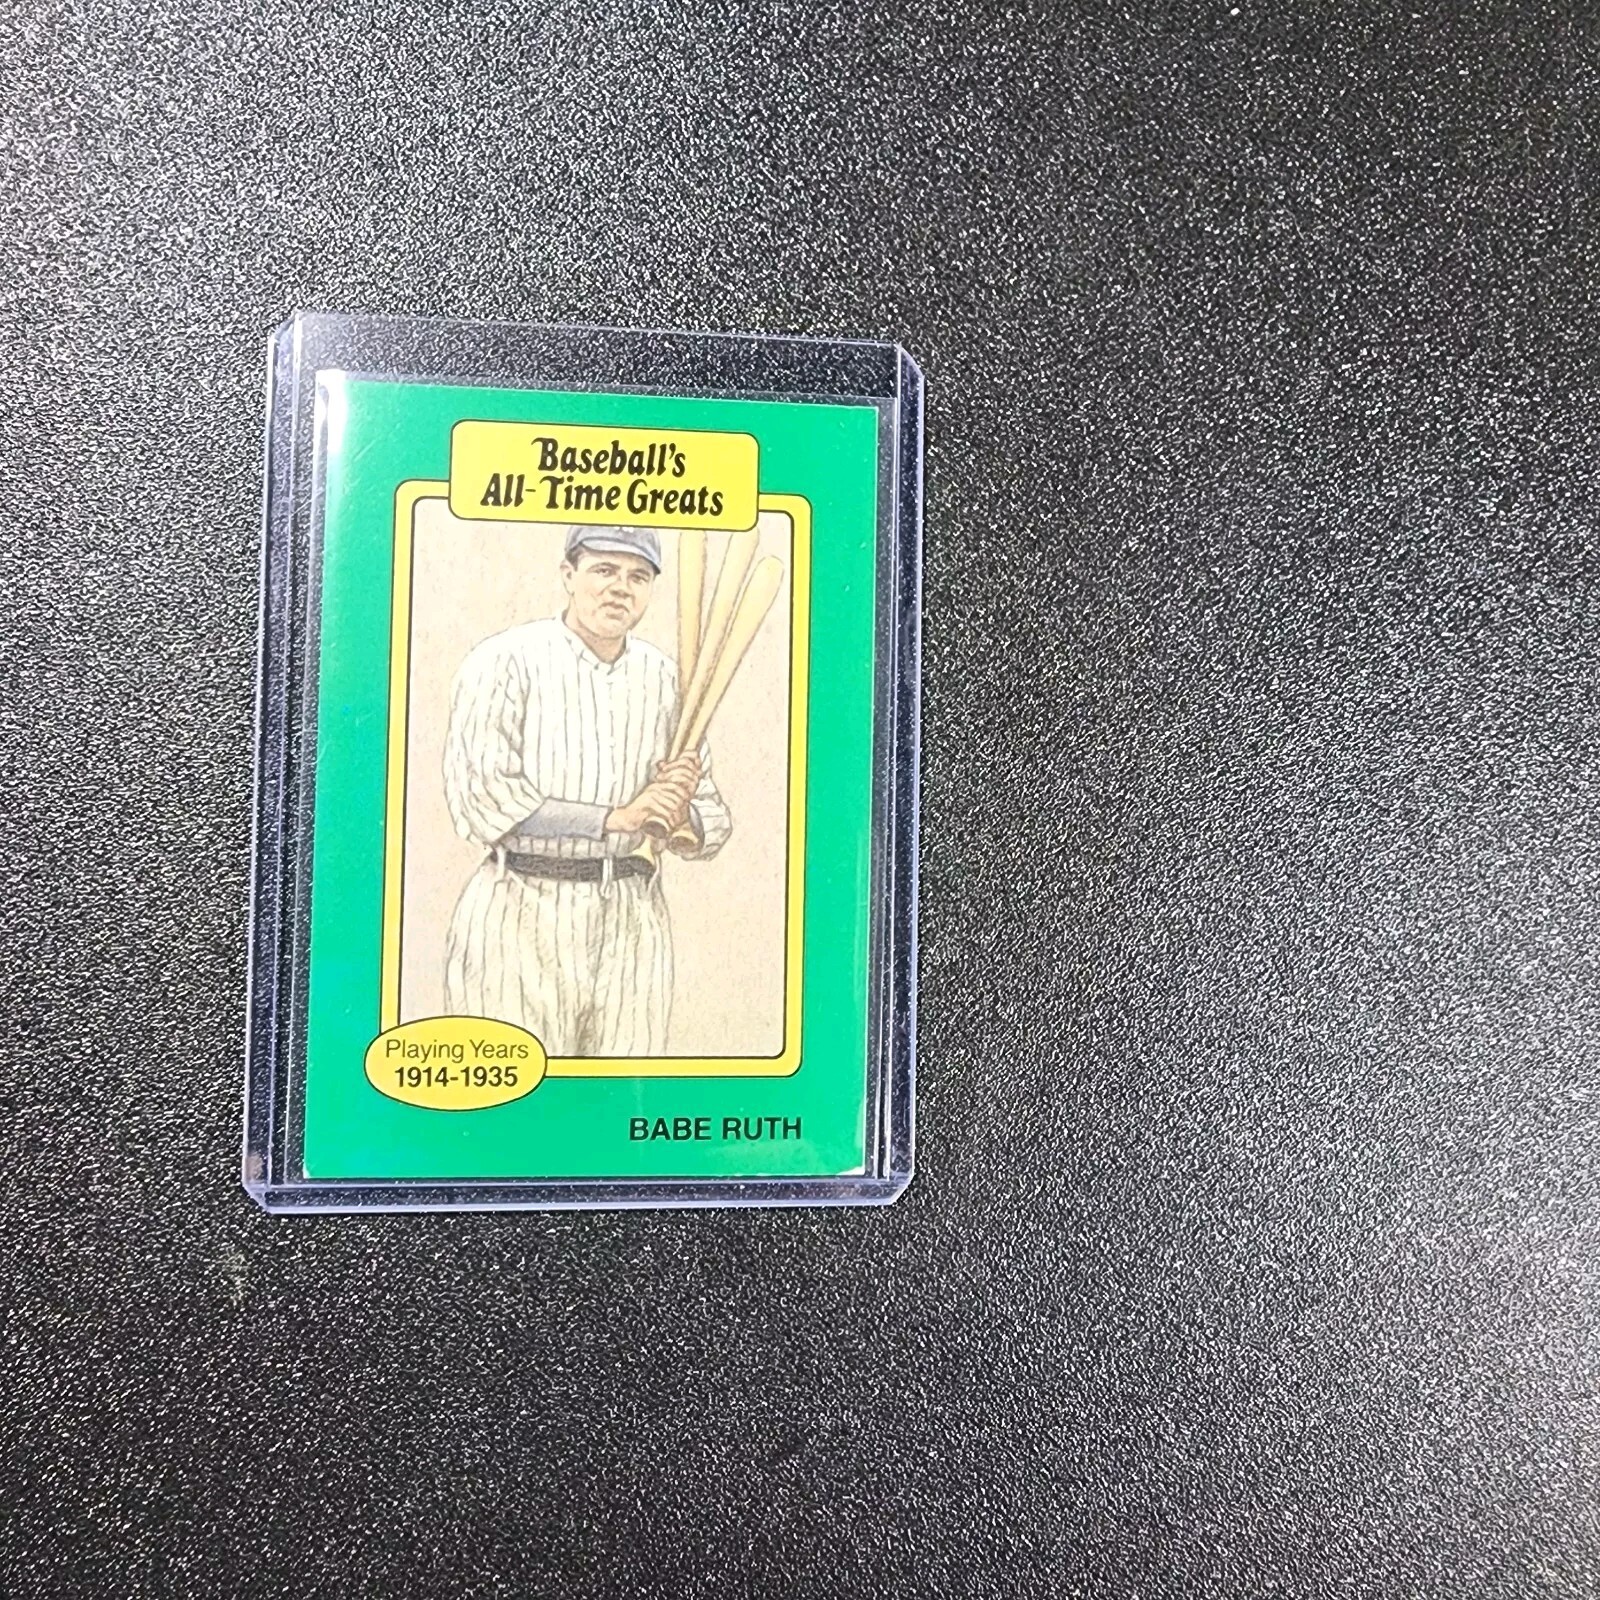 Baseball's
All-Time Greats
Playing Years
1914-1935
BABE RUTH